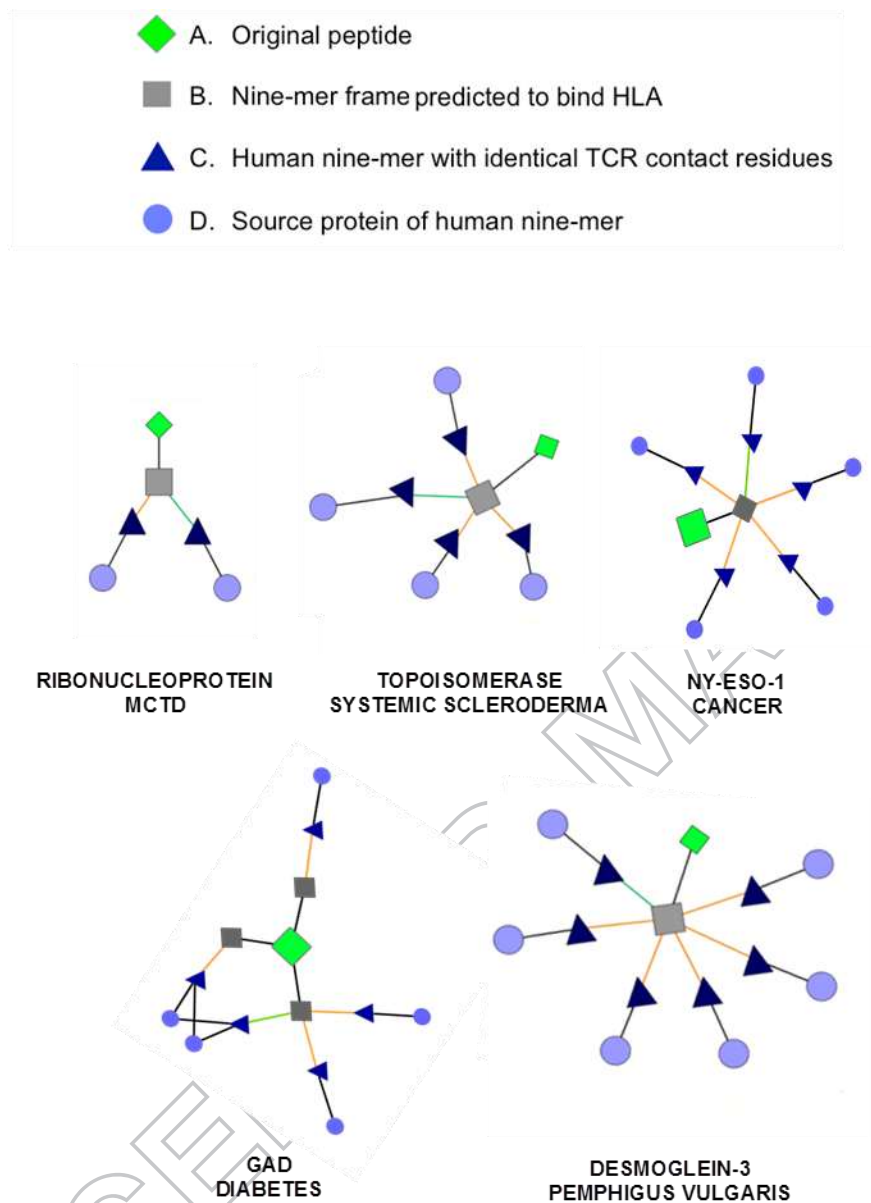 A. Original peptide
B. Nine-mer frame predicted to bind HLA
C. Human nine-mer with identical TCR contact residues
D. Source protein of human nine-mer
RIBONUCLEOPROTEIN
MCTD
TOPOISOMERASE
SYSTEMIC SCLERODERMA
NY-ESO-1
CANCER
GAD
DIABETES
DESMOGLEIN-3
PEMPHIGUS VULGARIS